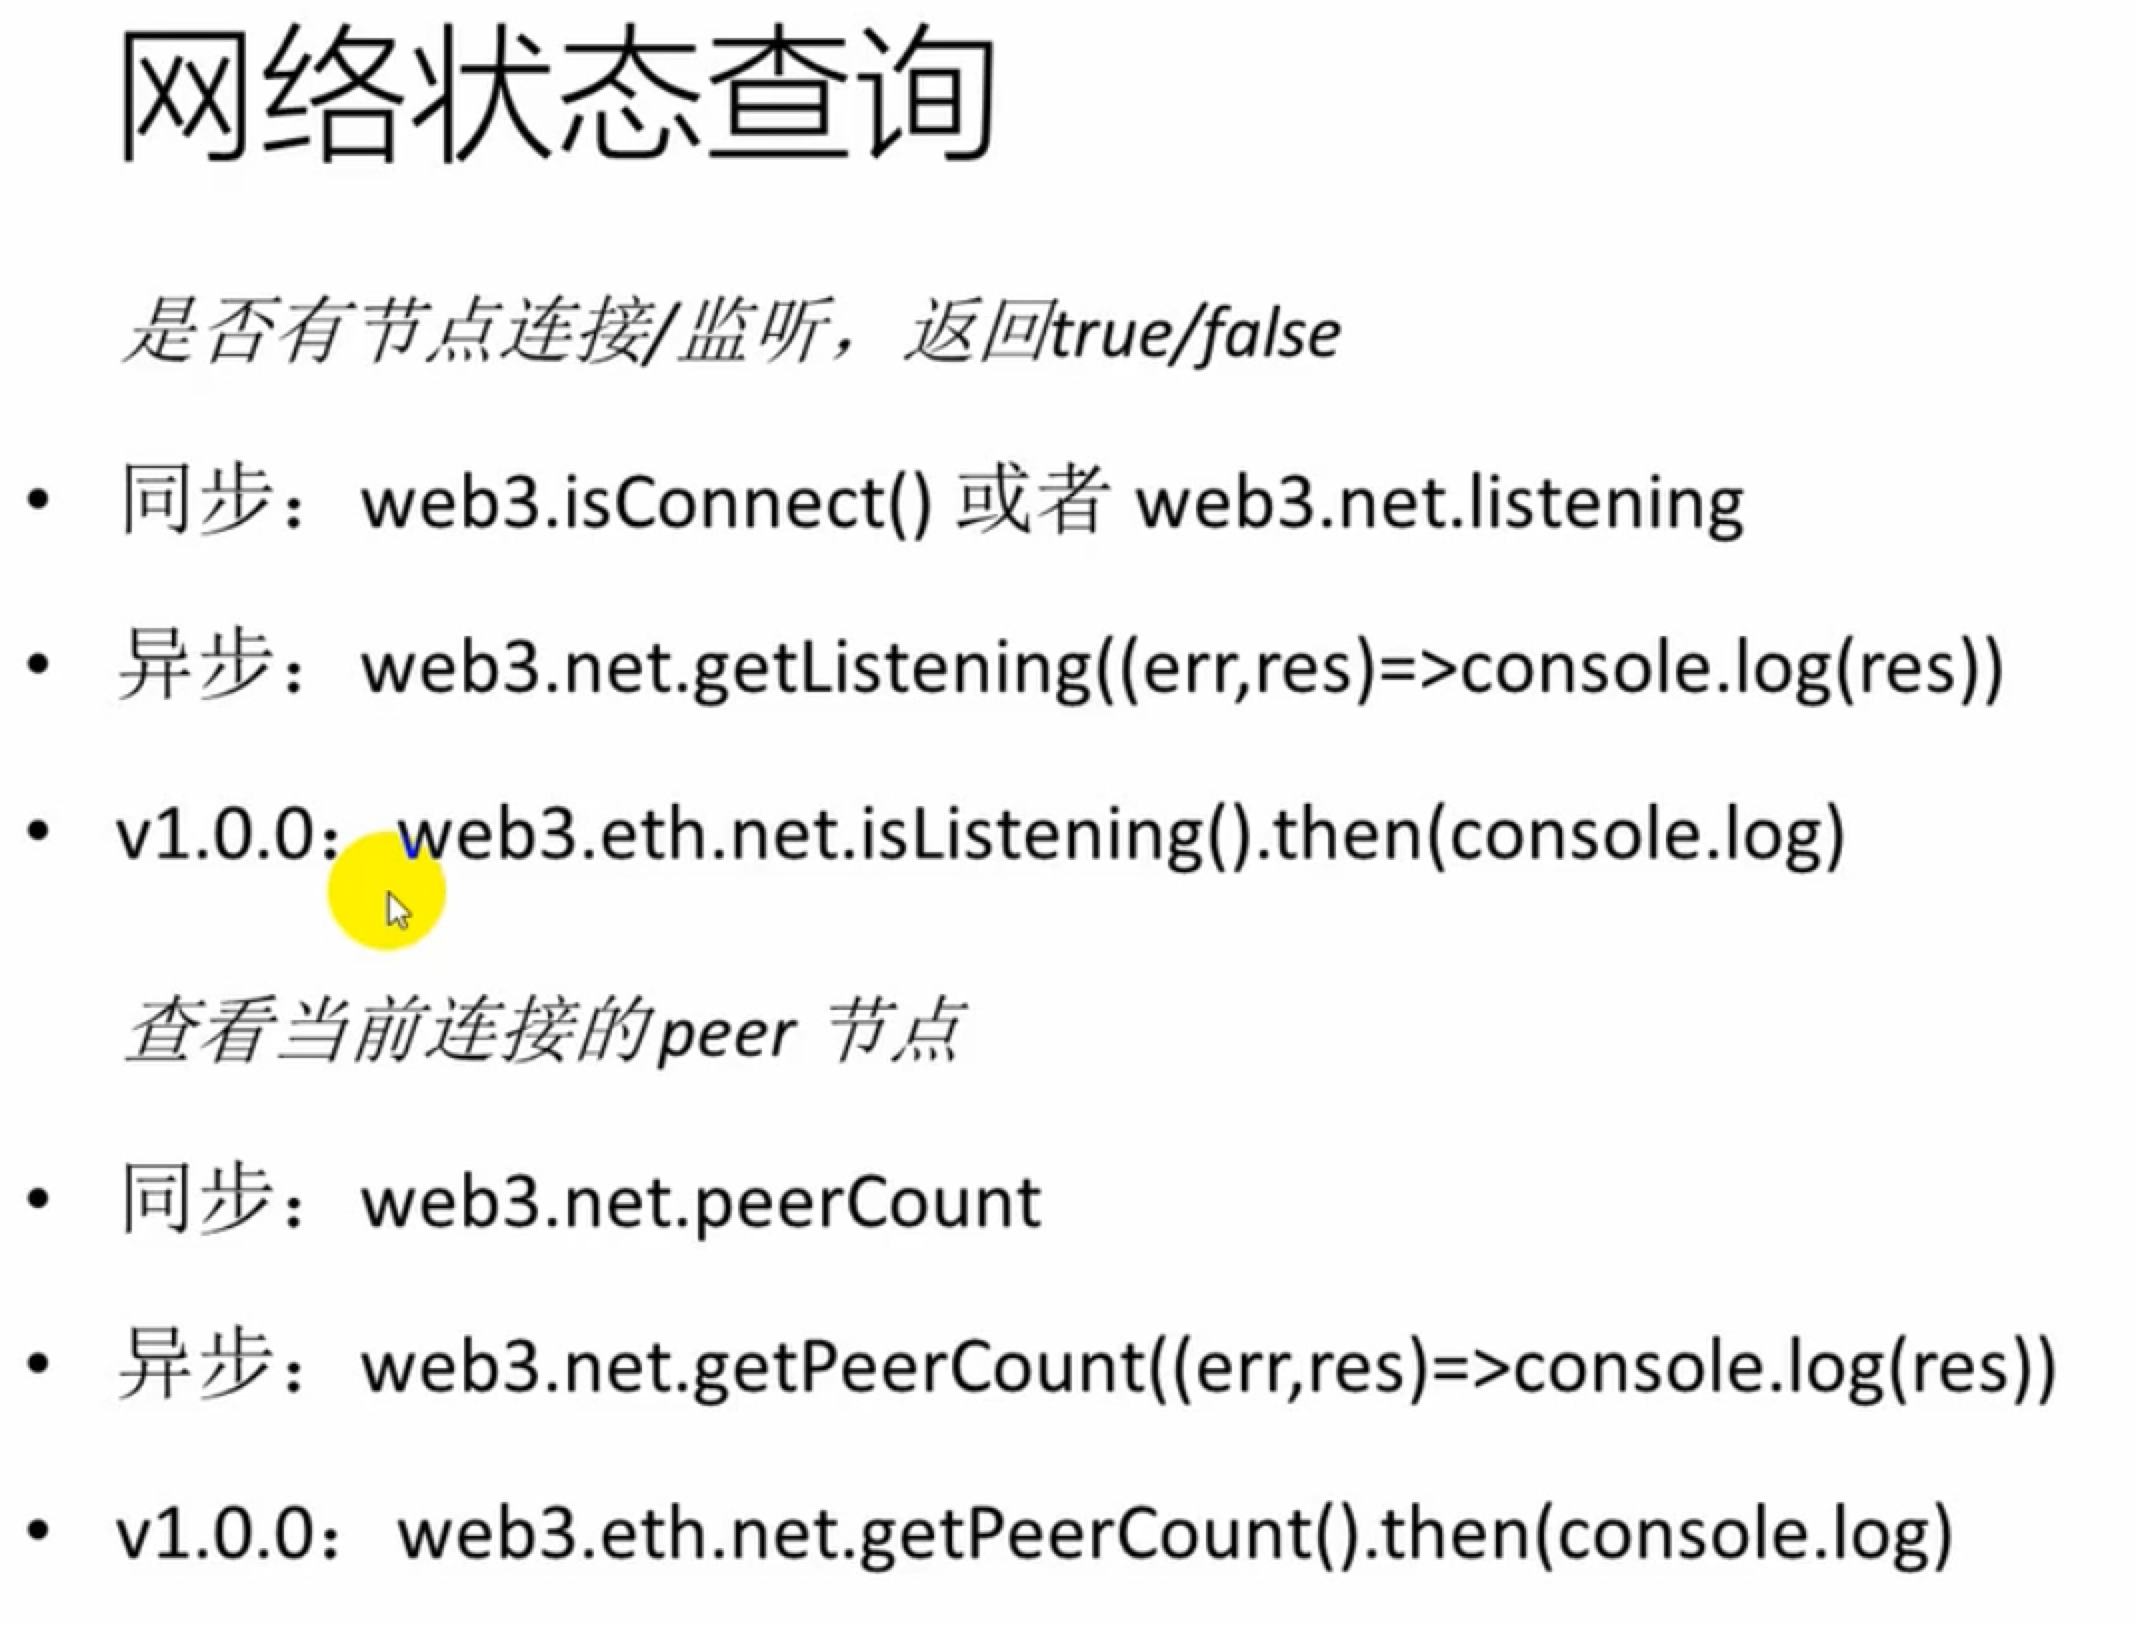 网络状态查询
是否有节点连接/监听，返回true/false
• 同步： web3.isConnect() 或者 web3.net.listening
• 异步： web3.net.getListening((err,res)=>console.log(res))
• v1.0.0： web3.eth.net.isListening().then(console.log)
查看当前连接的peer 节点
• 同步： web3.net.peerCount
• 异步： web3.net.getPeerCount((err,res)=>console.log(res))
• v1.0.0： web3.eth.net.getPeerCount().then(console.log)